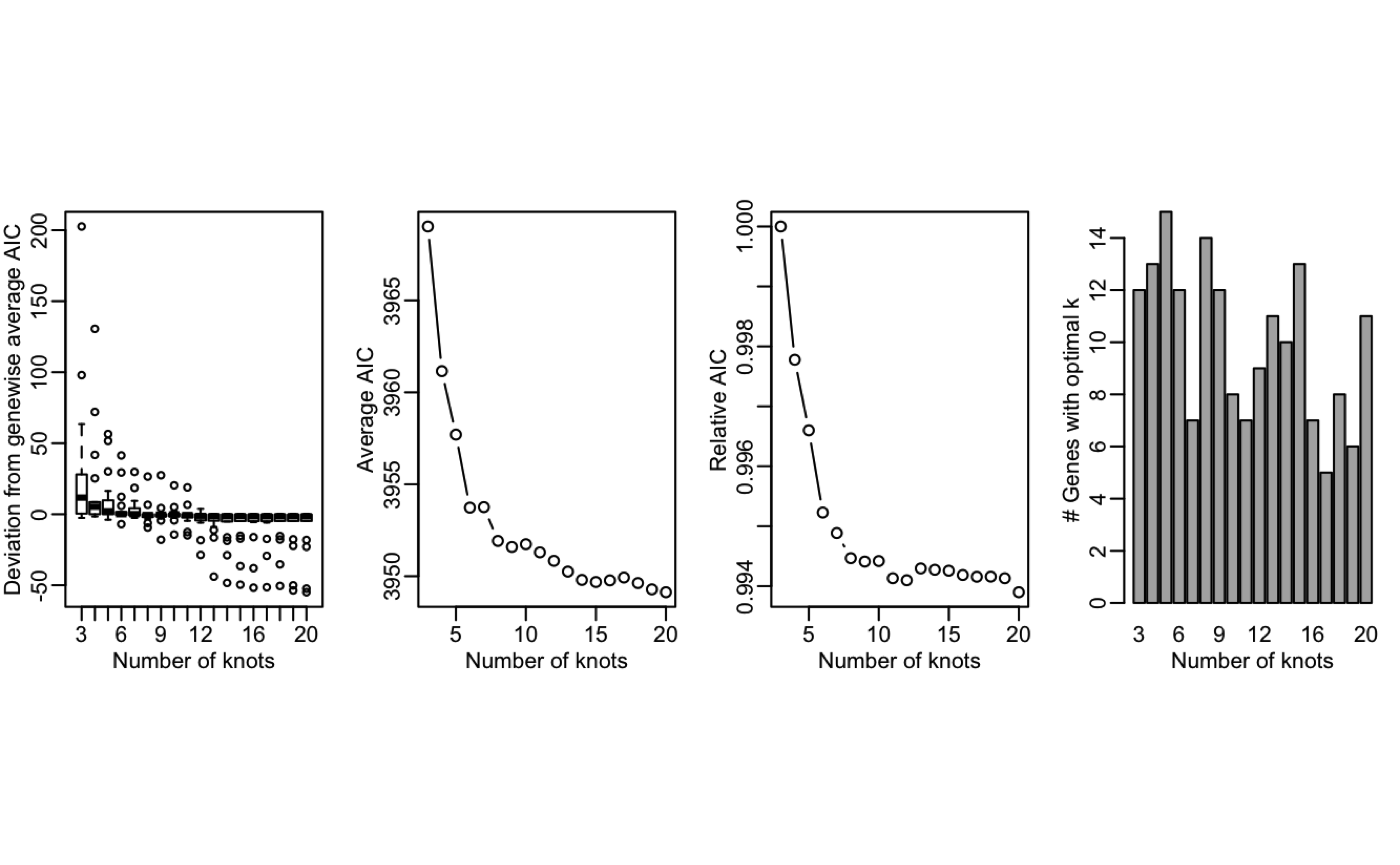 Deviation from genewise average AIC
200
150
100
50
0
-50
3 6 9 12 16 20
Number of knots
Average AIC
3965
3960
3955
3950
5 10 15 20
Number of knots
Relative AIC
1.000
0.998
0.996
0.994
5 10 15 20
Number of knots
# Genes with optimal k
14
12
10
8
6
4
2
0
3 6 9 12 16 20
Number of knots